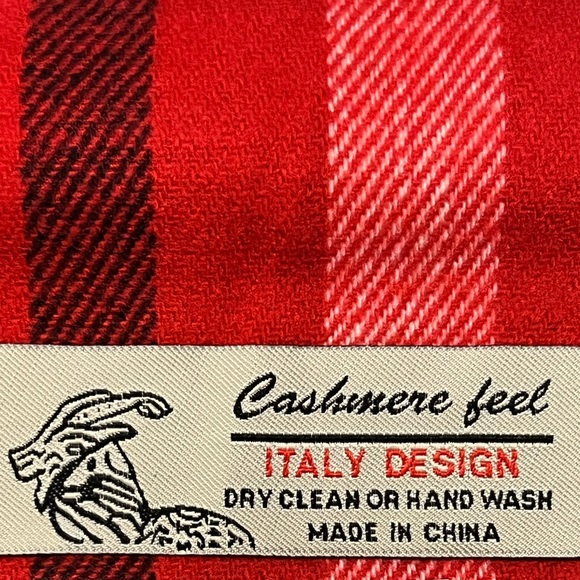 Cashmere feel
ITALY DESIGN
DRY CLEAN OR HAND WASH
MADE IN CHINA